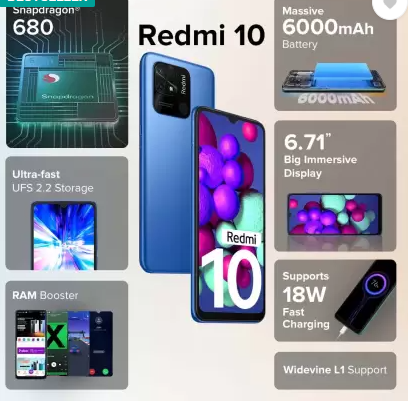 Snapdragon®
680
Snapdragon
Ultra-fast
UFS 2.2 Storage
RAM Booster
Redmi 10
Redmi
Redmi
10
Massive
6000mAh
Battery
6000mAh
6.71”
Big Immersive
Display
Supports
18W
Fast
Charging
Widevine L1 Support